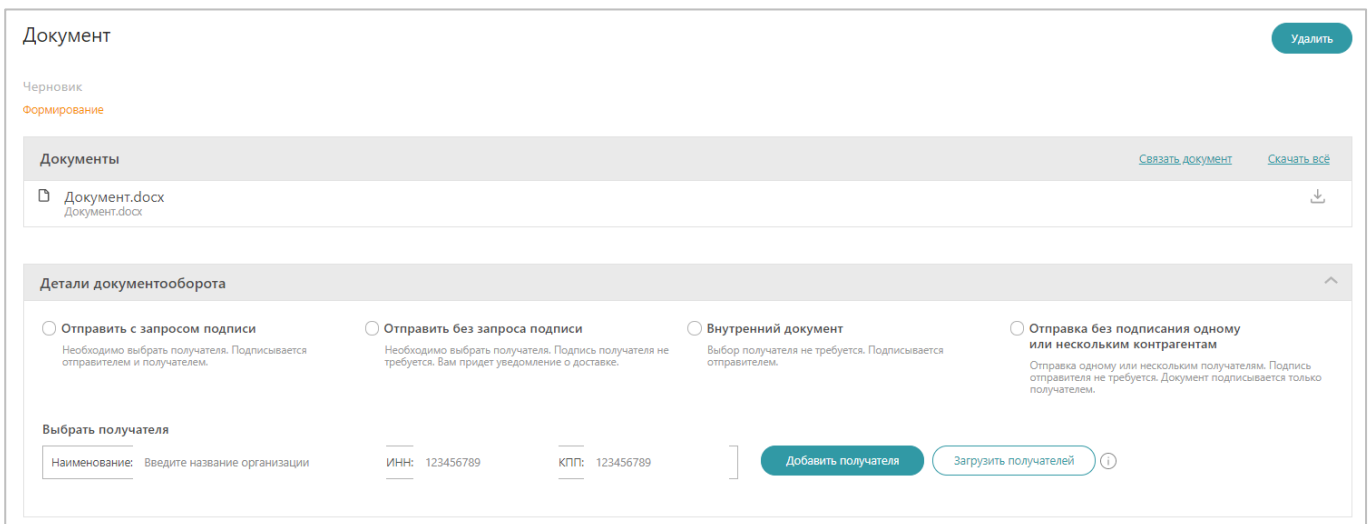 Документ
Удалить
Черновик
Формирование
Документы
Связать документ
Скачать всё
Документ.docx
Документ.docx
Детали документооборота
Отправить с запросом подписи
Необходимо выбрать получателя. Подписывается
отправителем и получателем.
Отправить без запроса подписи
Необходимо выбрать получателя. Подпись получателя не
требуется. Вам придет уведомление о доставке.
Внутренний документ
Выбор получателя не требуется. Подписывается
отправителем.
Отправка без подписания одному
или нескольким контрагентам
Отправка одному или нескольким получателям. Подпись
отправителя не требуется. Документ подписывается только
получателем.
Выбрать получателя
Наименование: Введите название организации
ИНН: 123456789
КПП: 123456789
Добавить получателя
Загрузить получателей